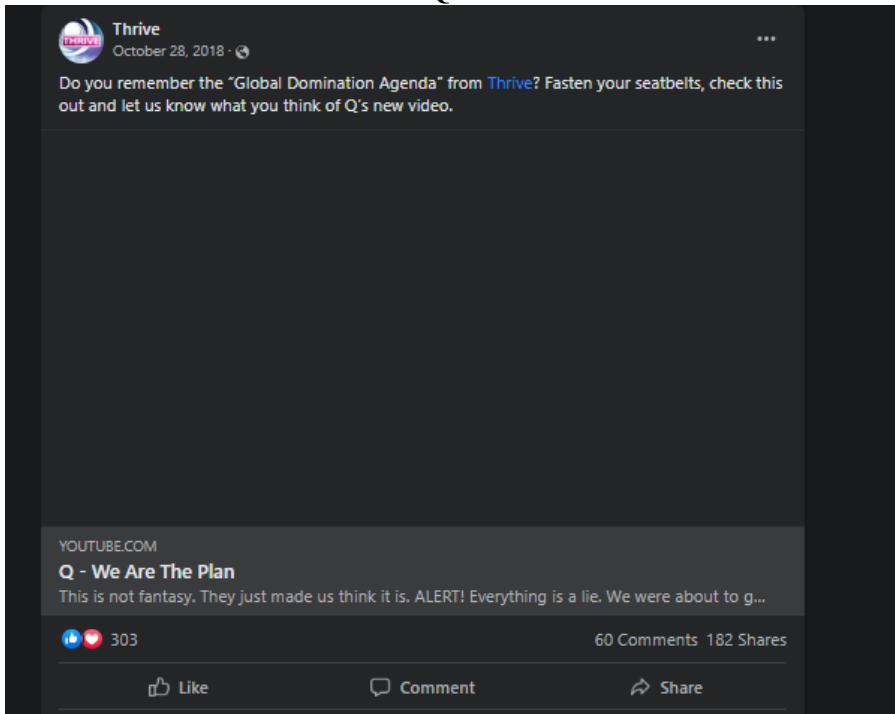 Q
Thrive
October 28, 2018 ·
Do you remember the “Global Domination Agenda” from Thrive? Fasten your seatbelts, check this
out and let us know what you think of Q’s new video.
YOUTUBE.COM
Q - We Are The Plan
This is not fantasy. They just made us think it is. ALERT! Everything is a lie. We were about to g...
303
60 Comments 182 Shares
Like
Comment
Share